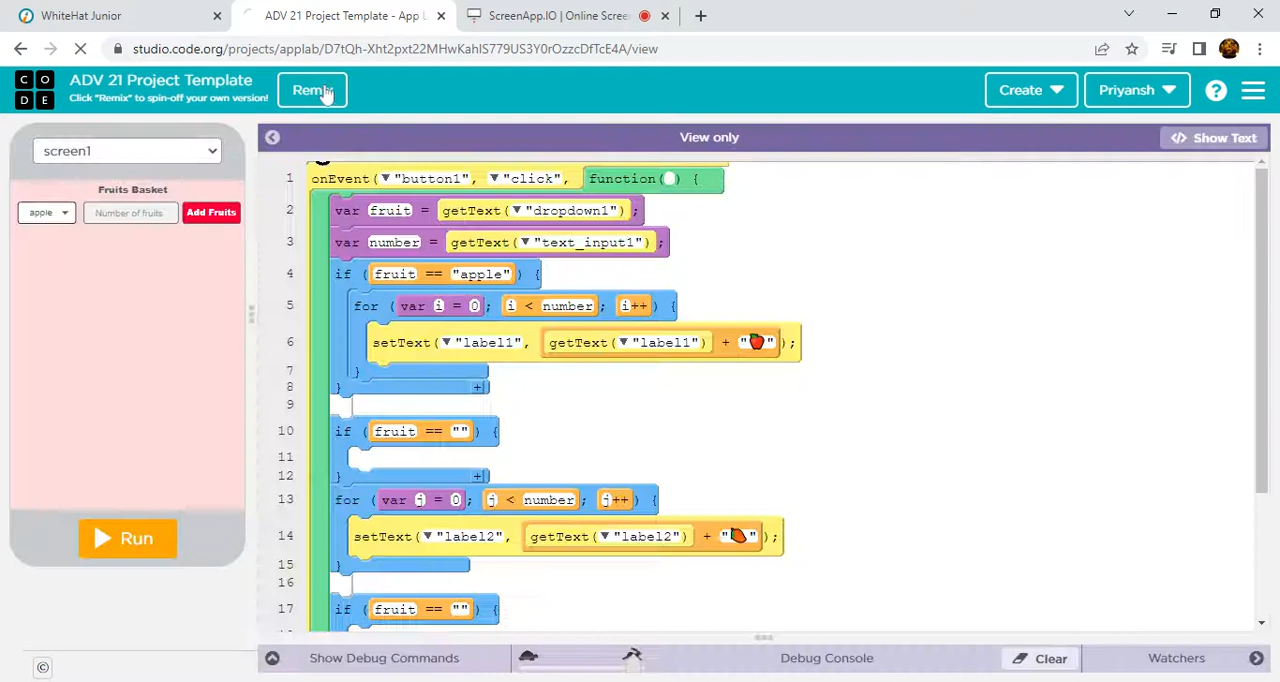 WhiteHat Junior
ADV 21 Project Template - App L
ScreenApp.IO | Online Scree
studio.code.org/projects/applab/D7tQh-Xht2pxt22MHwKahIS779US3Y0rOzzcDfTcE4A/view
C O D E
ADV 21 Project Template
Click "Remix" to spin-off your own version!
Remix
Create
Priyansh
?
screen1
View only
Show Text
Fruits Basket
apple
Number of fruits
Add Fruits
Run
1 onEvent("button1", "click", function() {
2 var fruit = getText("dropdown1");
3 var number = getText("text_input1");
4 if (fruit == "apple") {
5 for (var i = 0; i < number; i++) {
6 setText("label1", getText("label1") + "🍎");
7 }
8 } +
9
10 if (fruit == "") {
11
12 } +
13 for (var j = 0; j < number; j++) {
14 setText("label2", getText("label2") + "🥭");
15 }
16
17 if (fruit == "") {
Show Debug Commands
Debug Console
Clear
Watchers
©